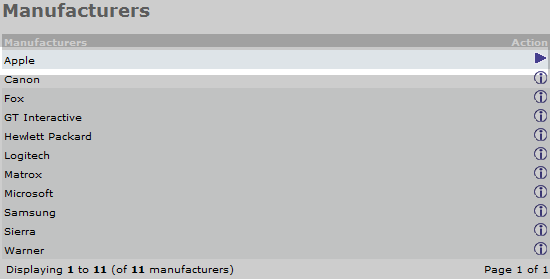 Manufacturers
Manufacturers Action
Apple
Canon
Fox
GT Interactive
Hewlett Packard
Logitech
Matrox
Microsoft
Samsung
Sierra
Warner
Displaying 1 to 11 (of 11 manufacturers) Page 1 of 1